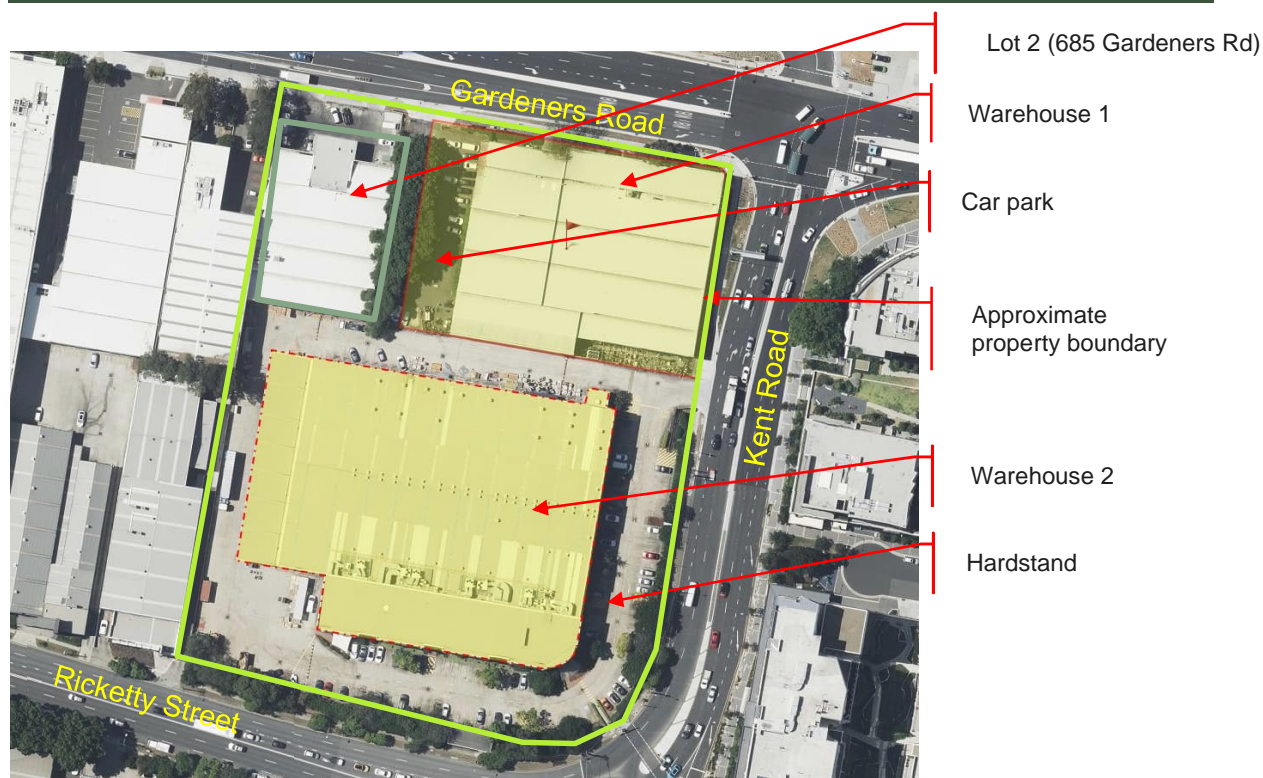 Lot 2 (685 Gardeners Rd)
Gardeners Road
Warehouse 1
Car park
Approximate
property boundary
Kent Road
Warehouse 2
Hardstand
Ricketty Street